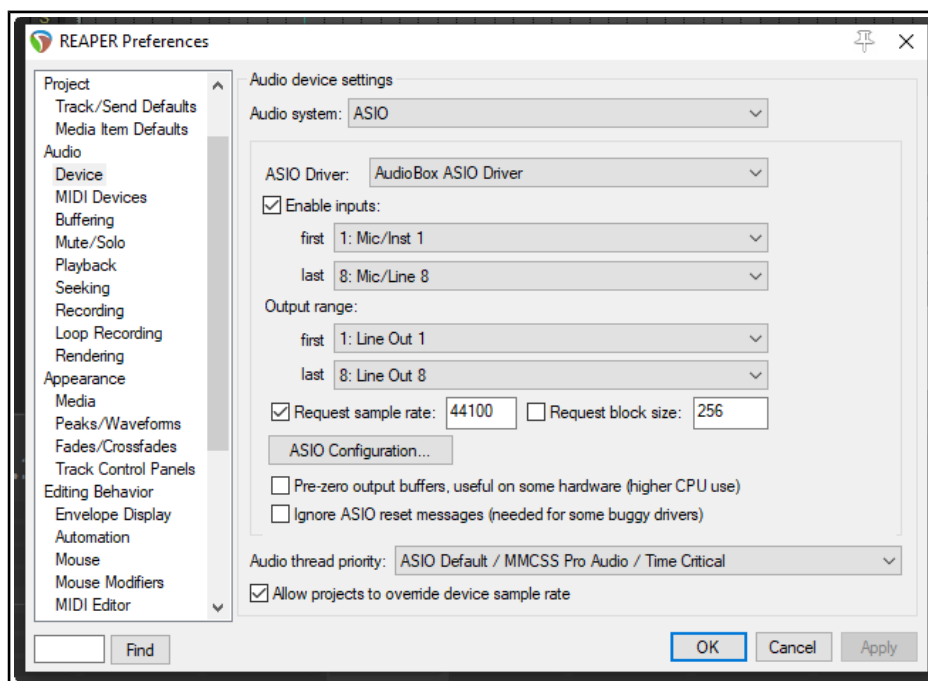 REAPER Preferences
Project
Track/Send Defaults
Media Item Defaults
Audio
Device
MIDI Devices
Buffering
Mute/Solo
Playback
Seeking
Recording
Loop Recording
Rendering
Appearance
Media
Peaks/Waveforms
Fades/Crossfades
Track Control Panels
Editing Behavior
Envelope Display
Automation
Mouse
Mouse Modifiers
MIDI Editor
Find
Audio device settings
Audio system: ASIO
ASIO Driver: AudioBox ASIO Driver
Enable inputs:
first 1: Mic/Inst 1
last 8: Mic/Line 8
Output range:
first 1: Line Out 1
last 8: Line Out 8
Request sample rate: 44100 Request block size: 256
ASIO Configuration...
Pre-zero output buffers, useful on some hardware (higher CPU use)
Ignore ASIO reset messages (needed for some buggy drivers)
Audio thread priority: ASIO Default / MMCSS Pro Audio / Time Critical
Allow projects to override device sample rate
OK Cancel Apply